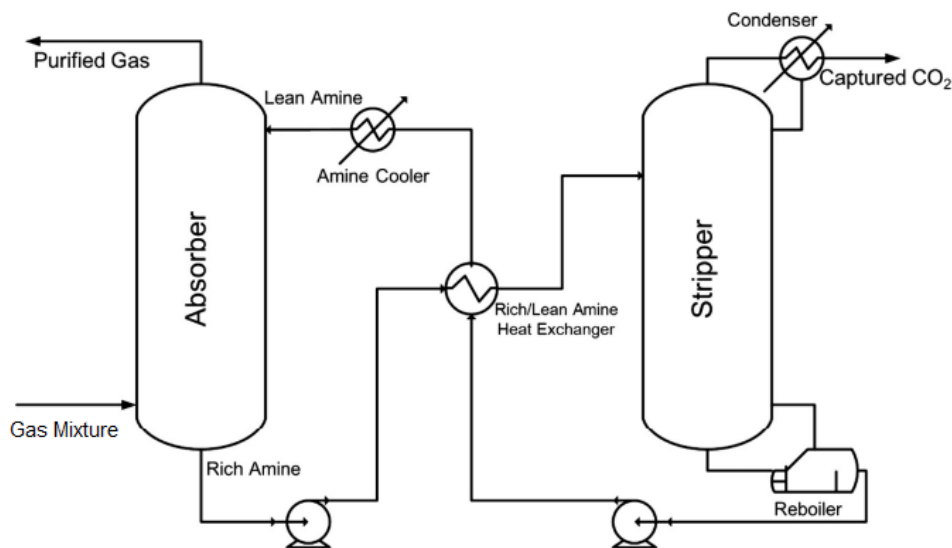 Condenser
Purified Gas
Captured CO₂
Lean Amine
Amine Cooler
Absorber
Stripper
Rich/Lean Amine
Heat Exchanger
Gas Mixture
Rich Amine
Reboiler